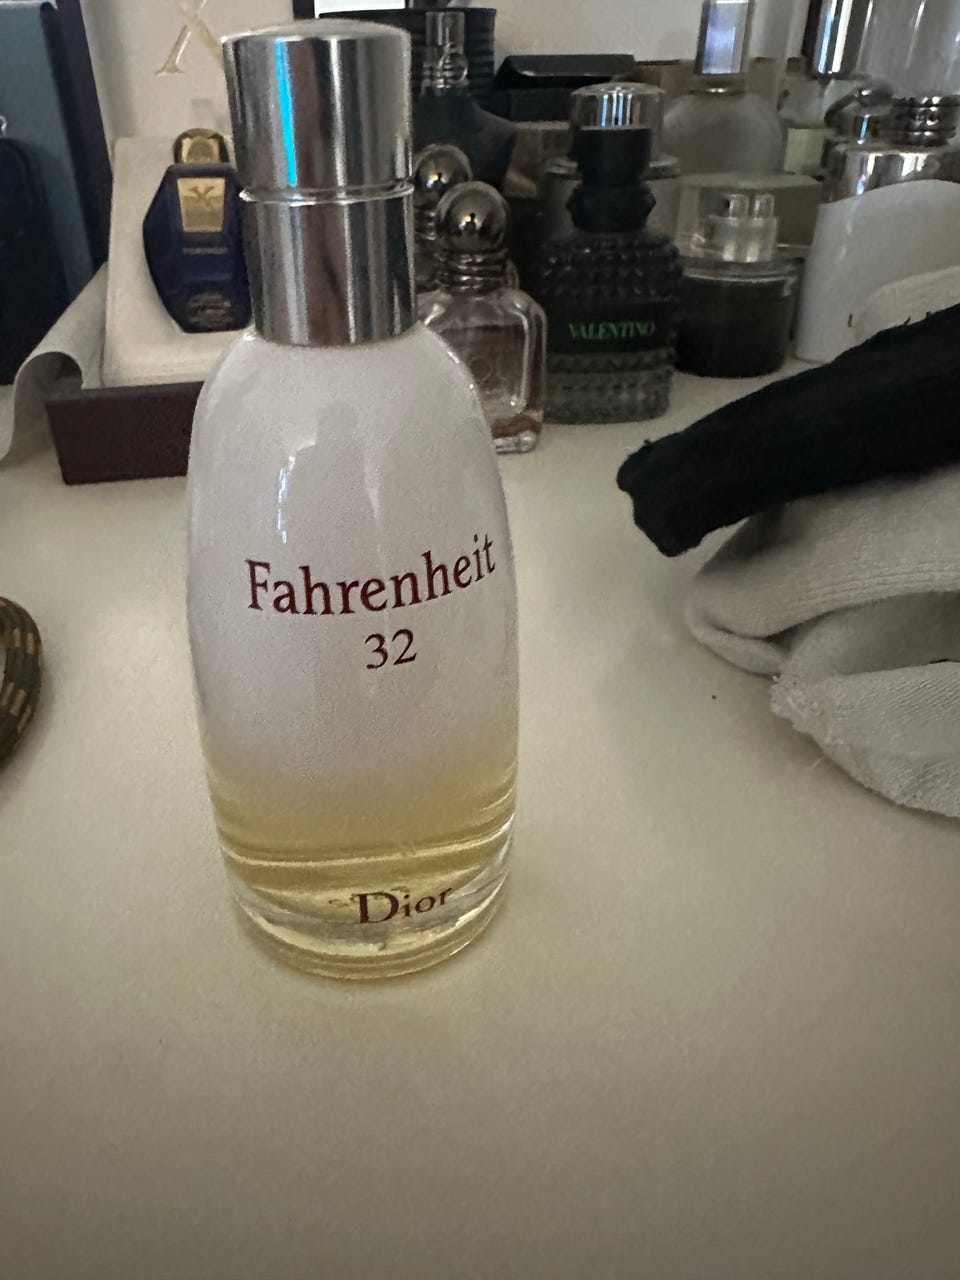 X
X
VALENTINO
Fahrenheit
32
Dior